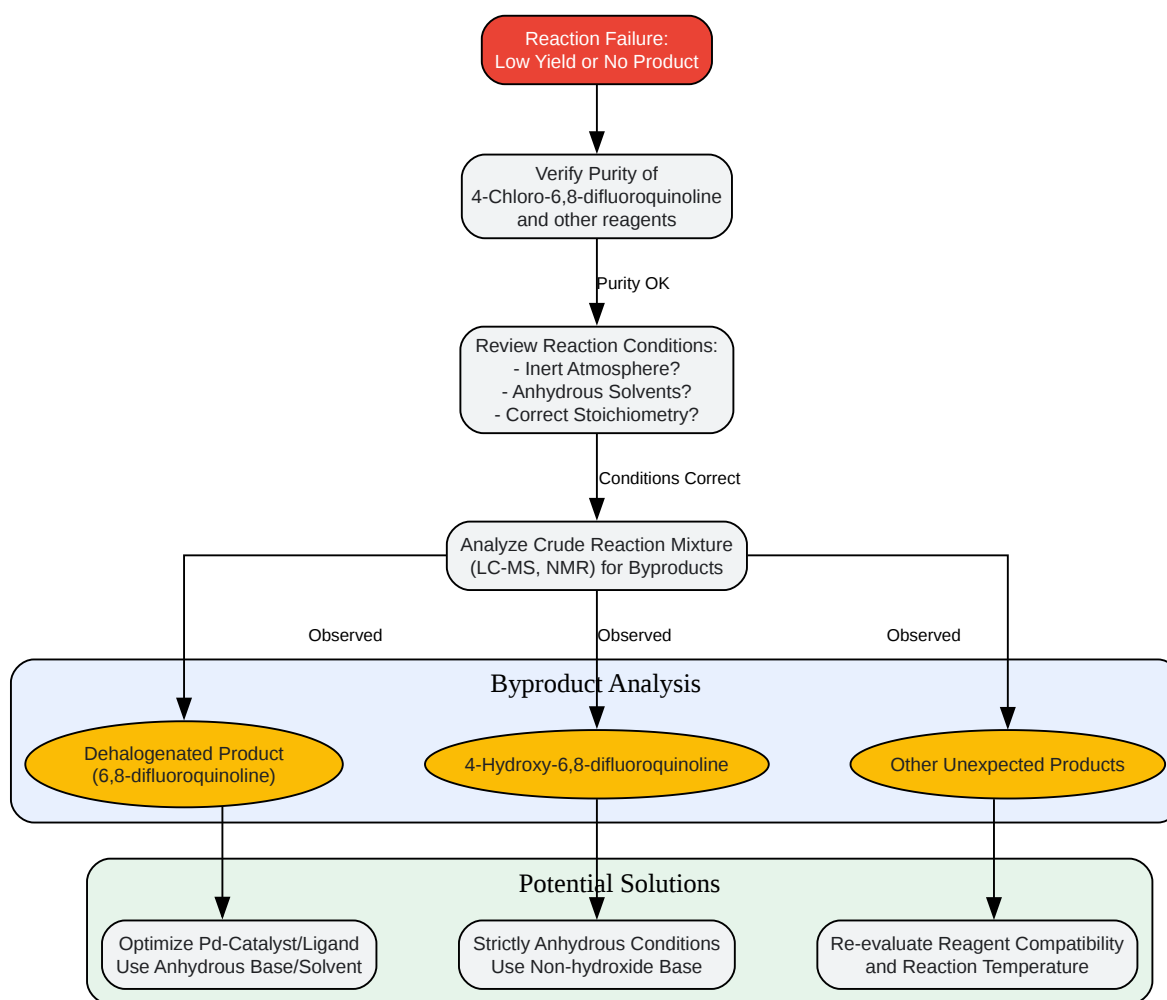 Reaction Failure:
Low Yield or No Product
Verify Purity of
4-Chloro-6,8-difluoroquinoline
and other reagents
Purity OK
Review Reaction Conditions:
- Inert Atmosphere?
- Anhydrous Solvents?
- Correct Stoichiometry?
Conditions Correct
Analyze Crude Reaction Mixture
(LC-MS, NMR) for Byproducts
Observed
Observed
Observed
Byproduct Analysis
Dehalogenated Product
(6,8-difluoroquinoline)
4-Hydroxy-6,8-difluoroquinoline
Other Unexpected Products
Potential Solutions
Optimize Pd-Catalyst/Ligand
Use Anhydrous Base/Solvent
Strictly Anhydrous Conditions
Use Non-hydroxide Base
Re-evaluate Reagent Compatibility
and Reaction Temperature